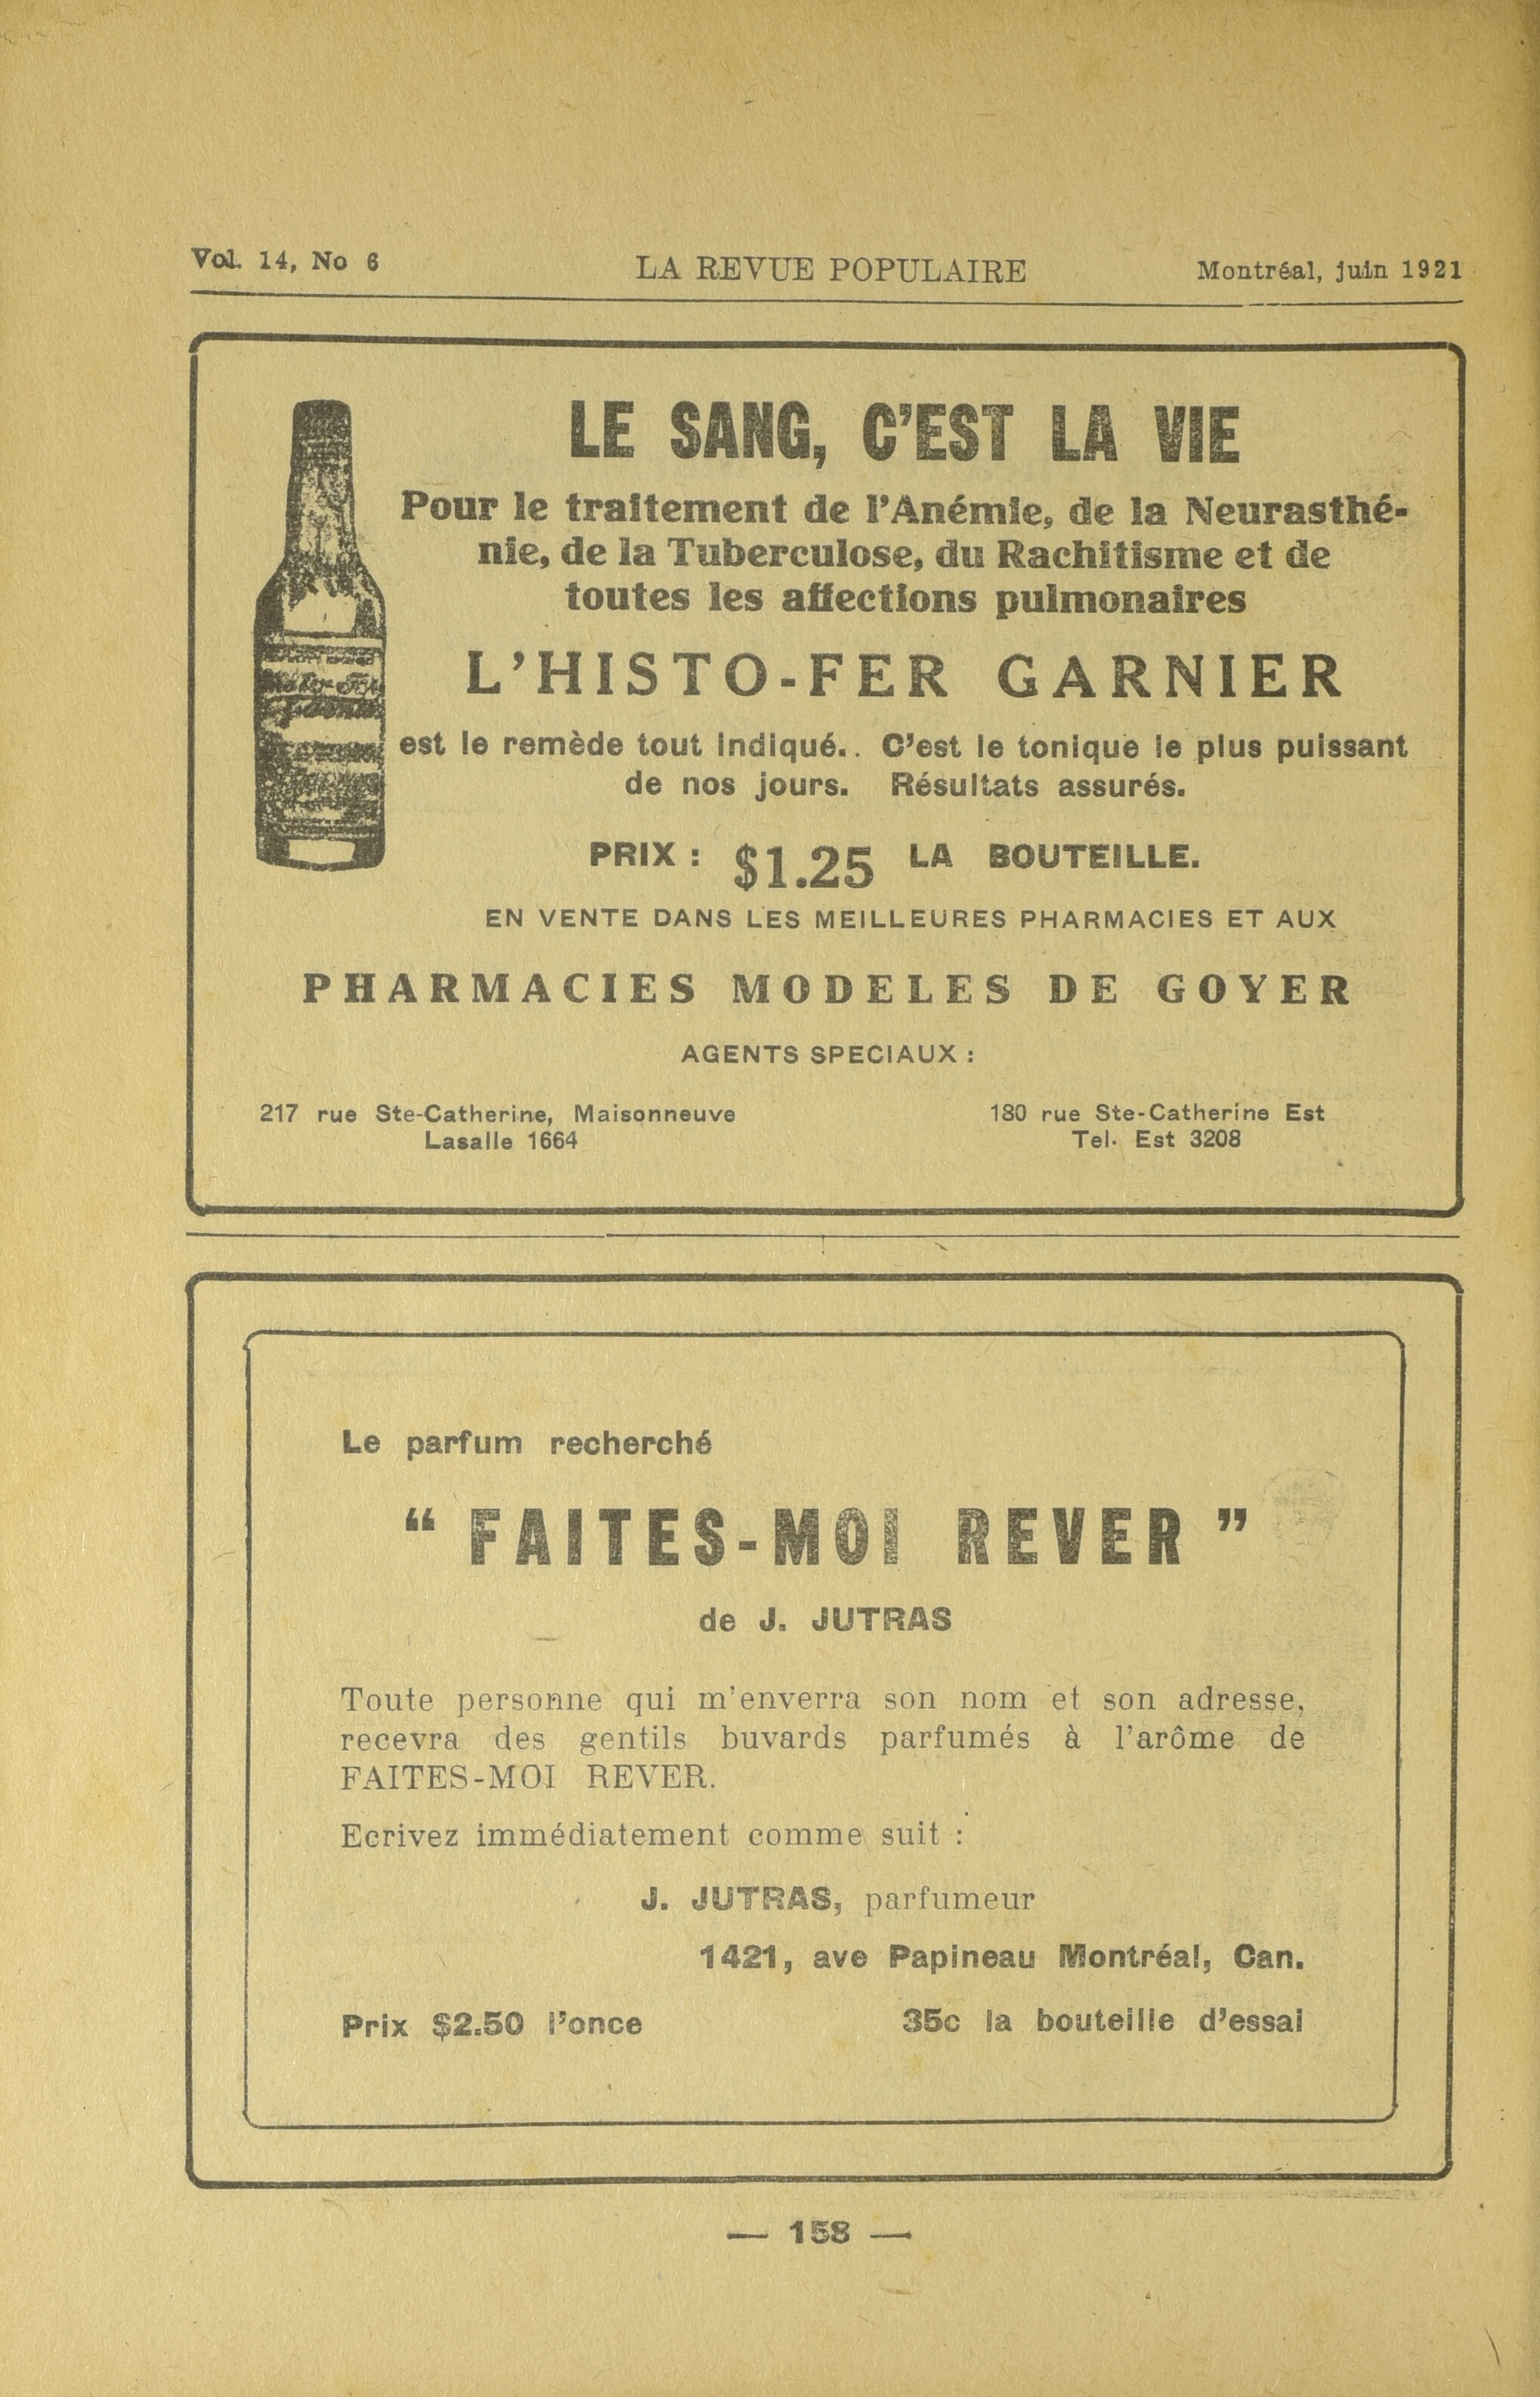 Vol. 14, No 6 LA REVUE POPULAIRE Montréal, juin 1921
LE SANG, C'EST LA VIE
Pour le traitement de l'Anémie, de la Neurasthé-
nie, de la Tuberculose, du Rachitisme et de
toutes les affections pulmonaires
L'HISTO-FER GARNIER
est le remède tout indiqué.. C'est le tonique le plus puissant
de nos jours. Résultats assurés.
PRIX : $1.25 LA BOUTEILLE.
EN VENTE DANS LES MEILLEURES PHARMACIES ET AUX
PHARMACIES MODELES DE GOYER
AGENTS SPECIAUX :
217 rue Ste-Catherine, Maisonneuve
Lasalle 1664
180 rue Ste-Catherine Est
Tel. Est 3208
Le parfum recherché
“ FAITES-MOI REVER ”
de J. JUTRAS
Toute personne qui m'enverra son nom et son adresse,
recevra des gentils buvards parfumés à l'arôme de
FAITES-MOI REVER.
Ecrivez immédiatement comme suit :
J. JUTRAS, parfumeur
1421, ave Papineau Montréal, Can.
Prix $2.50 l'once 35c la bouteille d'essai
— 158 —